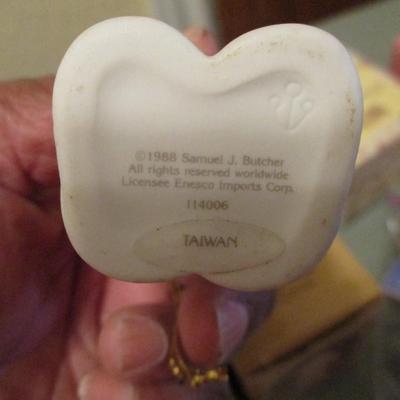 ©1988 Samuel J. Butcher
All rights reserved worldwide
Licensee Enesco Imports Corp.
114006
TAIWAN